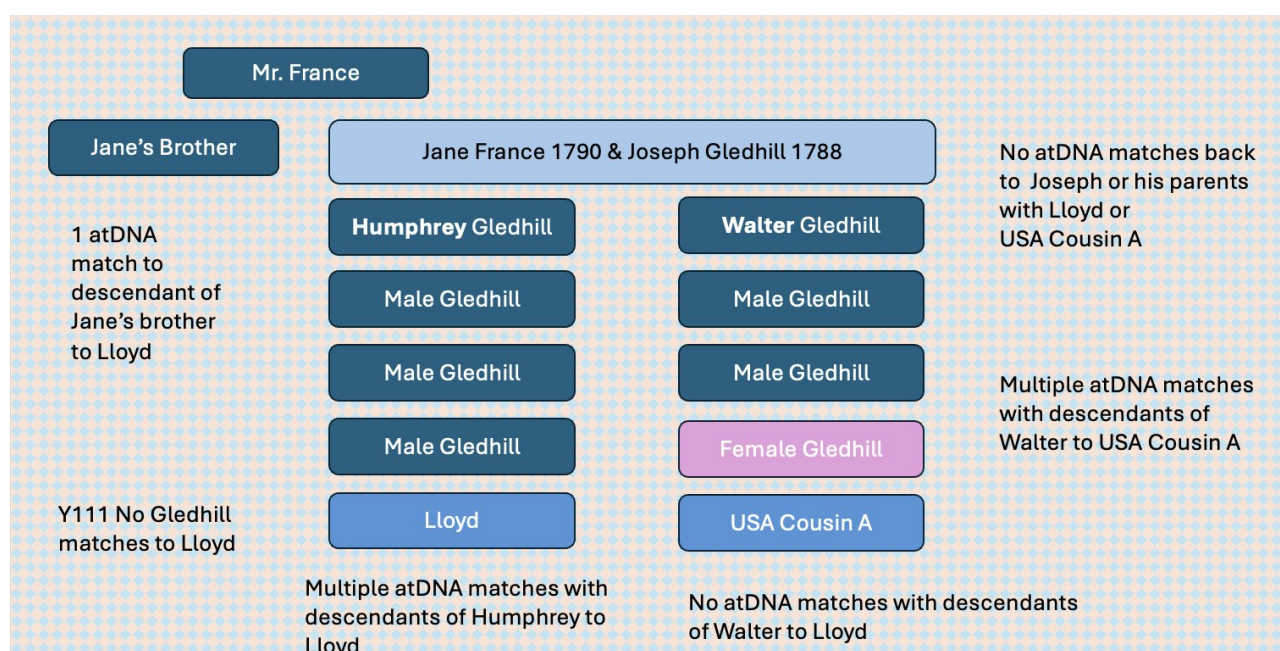 Mr. France
Jane's Brother
Jane France 1790 & Joseph Gledhill 1788
No atDNA matches back
to Joseph or his parents
with Lloyd or
USA Cousin A
1 atDNA
match to
descendant of
Jane's brother
to Lloyd
Humphrey Gledhill
Walter Gledhill
Male Gledhill
Male Gledhill
Male Gledhill
Male Gledhill
Male Gledhill
Female Gledhill
Multiple atDNA matches
with descendants of
Walter to USA Cousin A
Y111 No Gledhill
matches to Lloyd
Lloyd
USA Cousin A
Multiple atDNA matches with
descendants of Humphrey to
Lloyd
No atDNA matches with descendants
of Walter to Lloyd